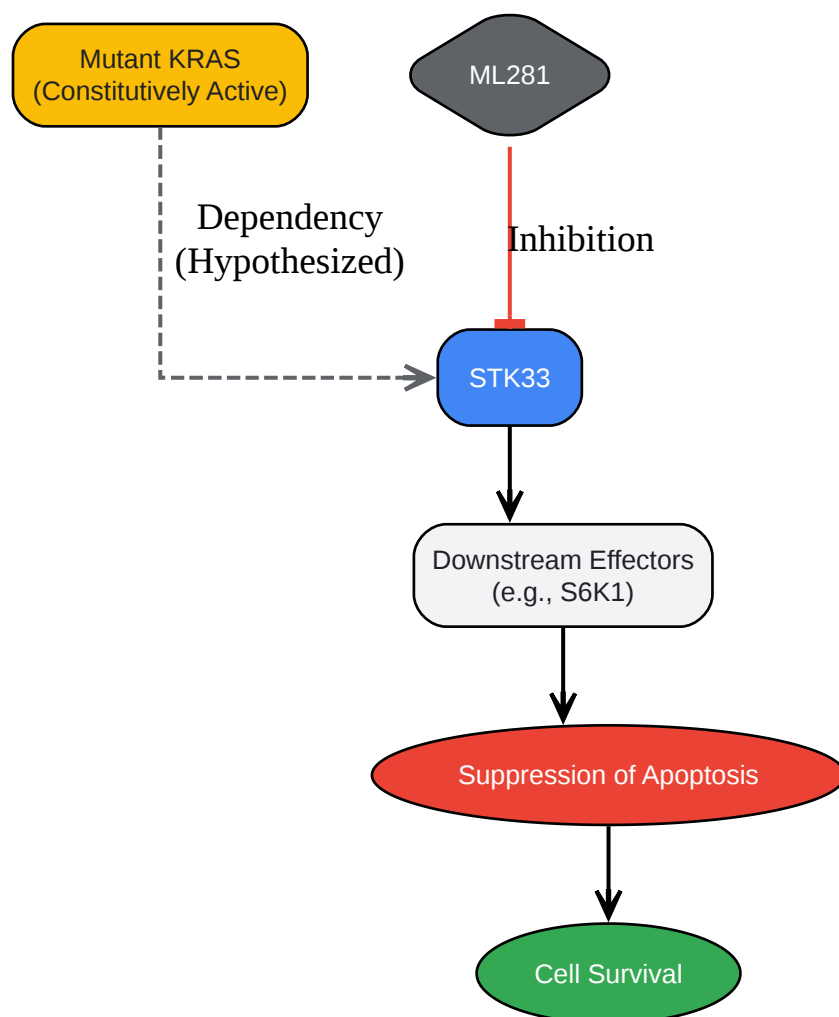 Mutant KRAS
(Constitutively Active)
ML281
Dependency
(Hypothesized)
Inhibition
STK33
Downstream Effectors
(e.g., S6K1)
Suppression of Apoptosis
Cell Survival